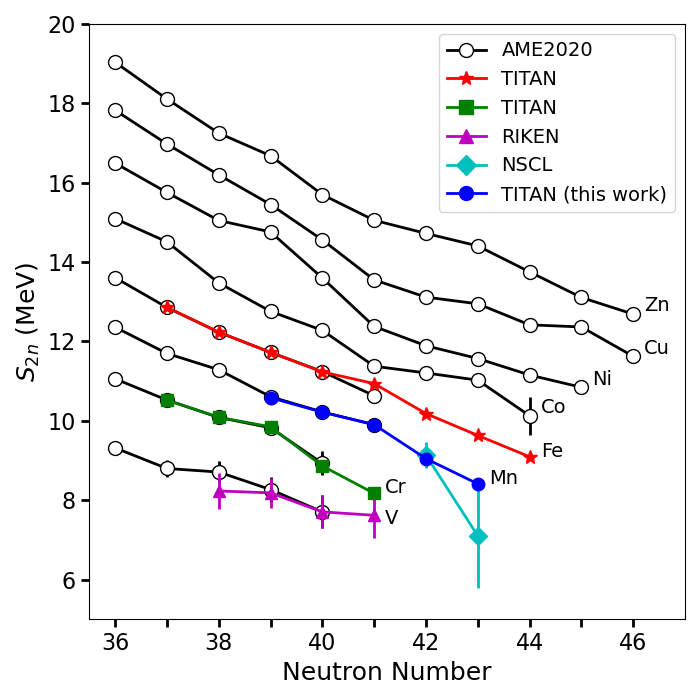 20
18
16
14
12
10
8
6
S2n (MeV)
36
38
40
42
44
46
Neutron Number
AME2020
TITAN
TITAN
RIKEN
NSCL
TITAN (this work)
Zn
Cu
Ni
Co
Fe
Mn
Cr
V